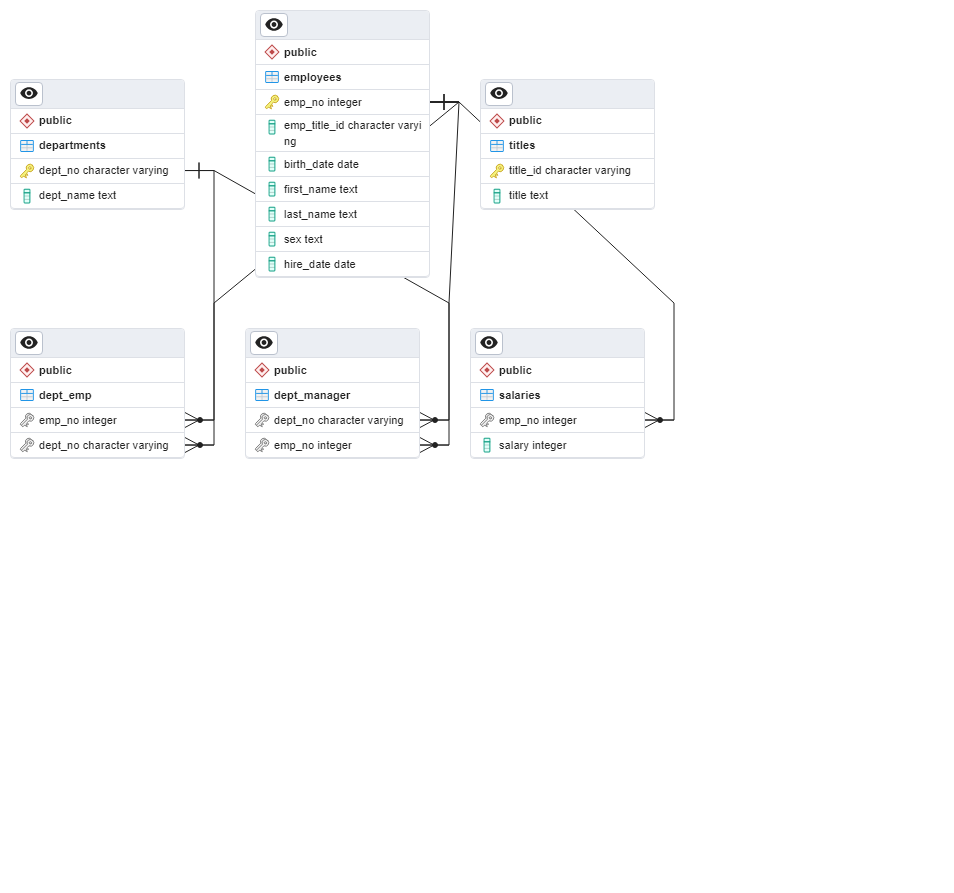 public
employees
emp_no integer
emp_title_id character varyi
ng
birth_date date
first_name text
last_name text
sex text
hire_date date
public
departments
dept_no character varying
dept_name text
public
titles
title_id character varying
title text
public
dept_emp
emp_no integer
dept_no character varying
public
dept_manager
dept_no character varying
emp_no integer
public
salaries
emp_no integer
salary integer